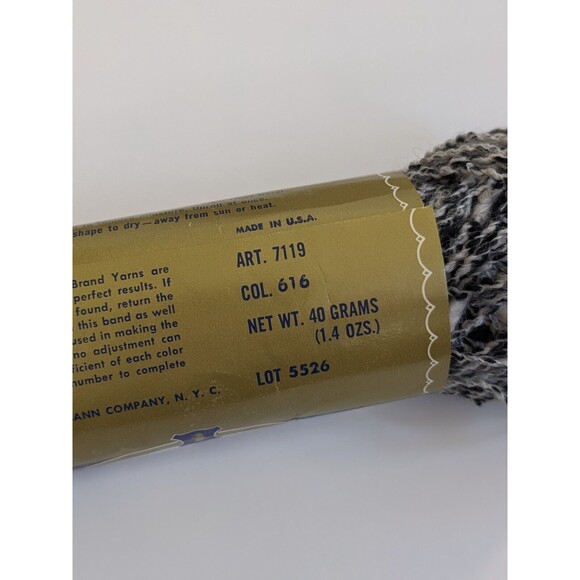 Shape to dry—away from sun or heat.
MADE IN U.S.A.
ART. 7119
COL. 616
NET WT. 40 GRAMS
(1.4 OZS.)
LOT 5526
Brand Yarns are
perfect results. If
found, return the
this band as well
used in making the
no adjustment can
ficient of each color
number to complete
ANN COMPANY, N. Y. C.